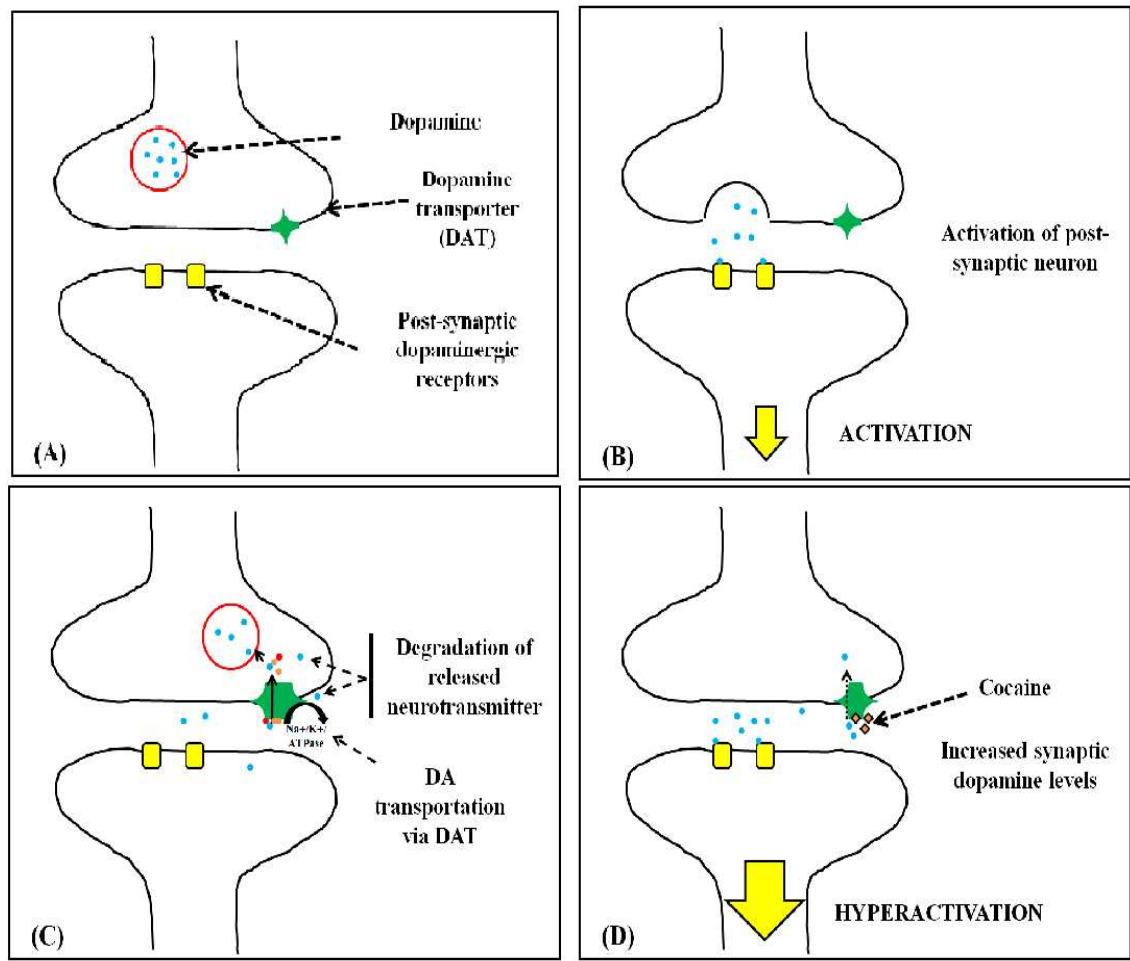 Dopamine
Dopamine
transporter
(DAT)
Post-synaptic
dopaminergic
receptors
(A)
Activation of post-
synaptic neuron
ACTIVATION
(B)
Degradation of
released
neurotransmitter
Na+/K+/
ATPase
DA
transportation
via DAT
(C)
Cocaine
Increased synaptic
dopamine levels
HYPERACTIVATION
(D)